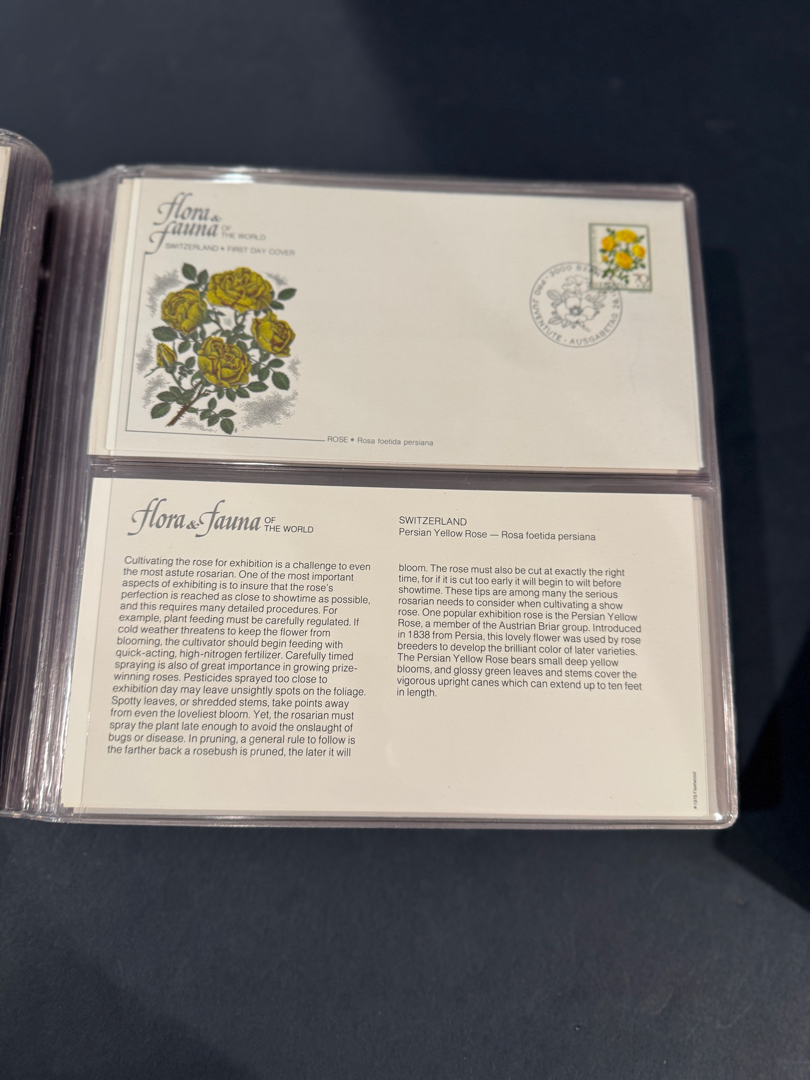 flora &
fauna OF
THE WORLD
SWITZERLAND • FIRST DAY COVER
20
PRO JUVENTUTE • AUSGABETAG
3000 BERN
ROSE • Rosa foetida persiana
flora & fauna OF
THE WORLD
Cultivating the rose for exhibition is a challenge to even
the most astute rosarian. One of the most important
aspects of exhibiting is to insure that the rose's
perfection is reached as close to showtime as possible,
and this requires many detailed procedures. For
example, plant feeding must be carefully regulated. If
cold weather threatens to keep the flower from
blooming, the cultivator should begin feeding with
quick-acting, high-nitrogen fertilizer. Carefully timed
spraying is also of great importance in growing prize-
winning roses. Pesticides sprayed too close to
exhibition day may leave unsightly spots on the foliage.
Spotty leaves, or shredded stems, take points away
from even the loveliest bloom. Yet, the rosarian must
spray the plant late enough to avoid the onslaught of
bugs or disease. In pruning, a general rule to follow is
the farther back a rosebush is pruned, the later it will
SWITZERLAND
Persian Yellow Rose — Rosa foetida persiana
bloom. The rose must also be cut at exactly the right
time, for if it is cut too early it will begin to wilt before
showtime. These tips are among many the serious
rosarian needs to consider when cultivating a show
rose. One popular exhibition rose is the Persian Yellow
Rose, a member of the Austrian Briar group. Introduced
in 1838 from Persia, this lovely flower was used by rose
breeders to develop the brilliant color of later varieties.
The Persian Yellow Rose bears small deep yellow
blooms, and glossy green leaves and stems cover the
vigorous upright canes which can extend up to ten feet
in length.
Fleetwood